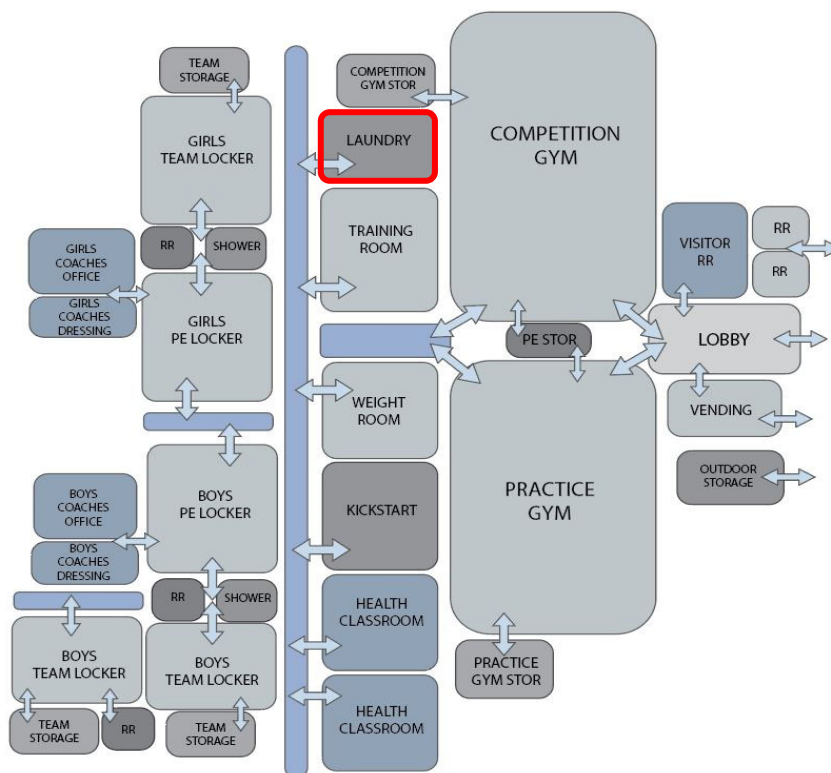 TEAM
STORAGE
COMPETITION
GYM STOR
GIRLS
TEAM LOCKER
LAUNDRY
COMPETITION
GYM
TRAINING
ROOM
RR
SHOWER
GIRLS
COACHES
OFFICE
GIRLS
COACHES
DRESSING
GIRLS
PE LOCKER
VISITOR
RR
RR
RR
PE STOR
LOBBY
WEIGHT
ROOM
VENDING
BOYS
COACHES
OFFICE
BOYS
COACHES
DRESSING
BOYS
PE LOCKER
KICKSTART
PRACTICE
GYM
OUTDOOR
STORAGE
RR
SHOWER
HEALTH
CLASSROOM
BOYS
TEAM LOCKER
BOYS
TEAM LOCKER
PRACTICE
GYM STOR
TEAM
STORAGE
RR
TEAM
STORAGE
HEALTH
CLASSROOM